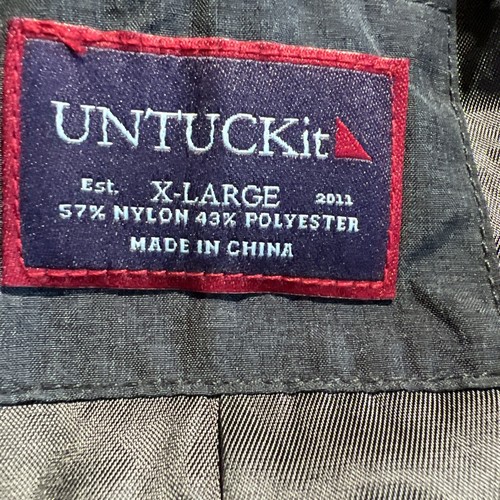 UNTUCKit
Est. X-LARGE 2011
57% NYLON 43% POLYESTER
MADE IN CHINA